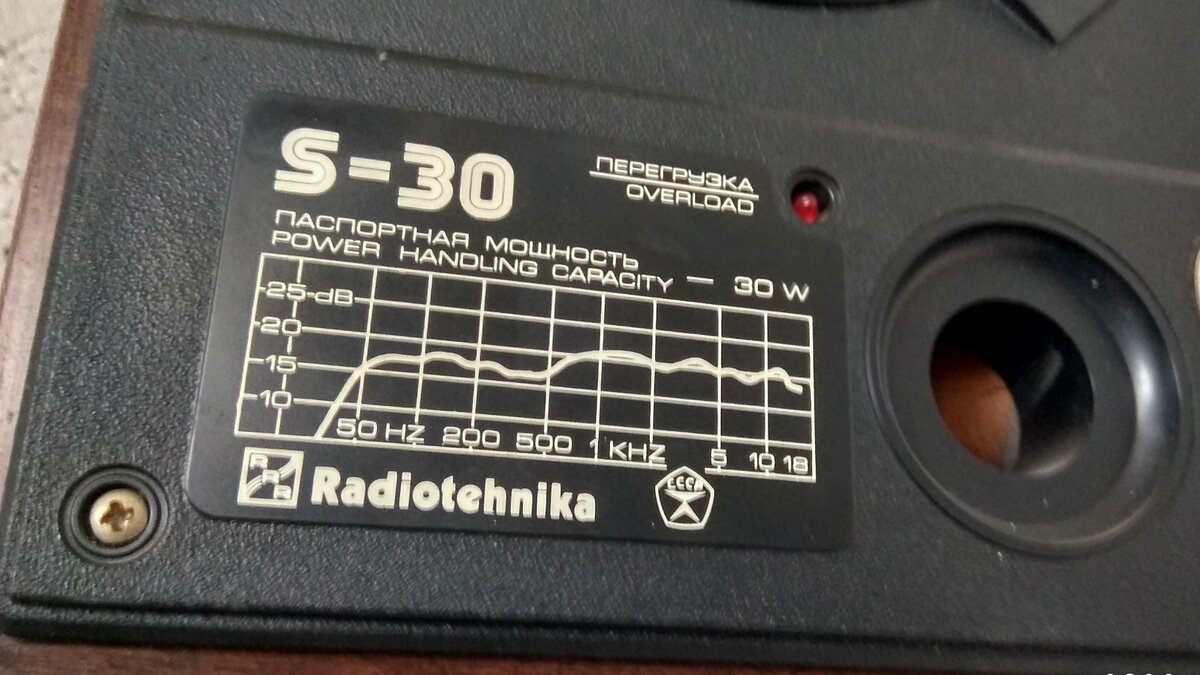 S-30
ПЕРЕГРУЗКА
OVERLOAD
ПАСПОРТНАЯ МОЩНОСТЬ
POWER HANDLING CAPACITY — 30 W
25 dB
20
15
10
50 HZ 200 500 1 KHZ 5 10 18
RRR Radiotehnika
СССР